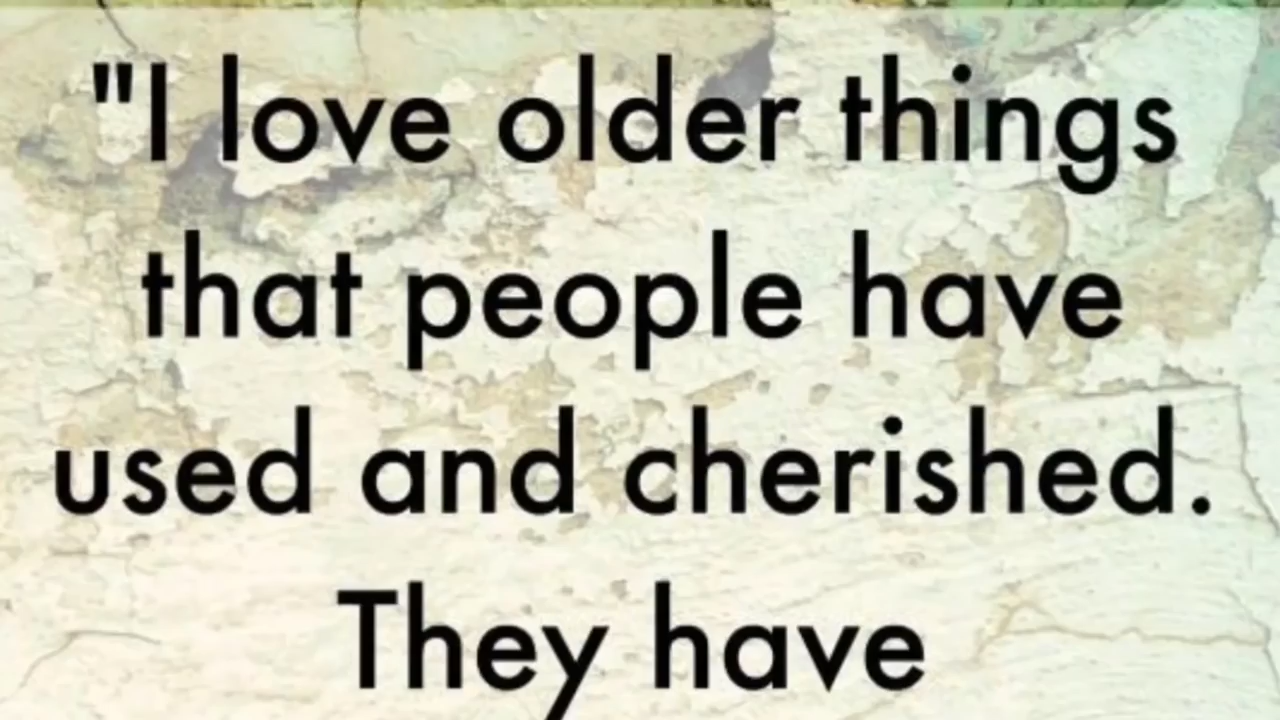 "I love older things
that people have
used and cherished.
They have